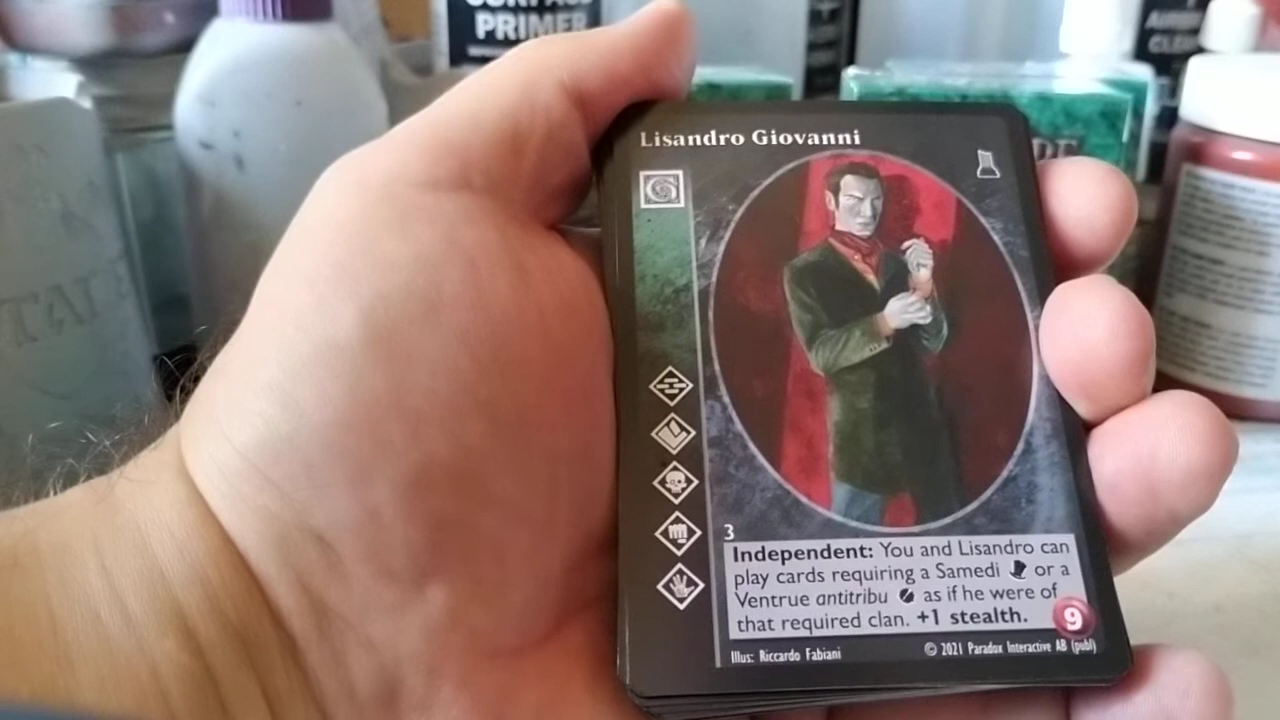 PRIMER
Lisandro Giovanni
3
Independent: You and Lisandro can
play cards requiring a Samedi or a
Ventrue antitribu as if he were of
that required clan. +1 stealth.
9
Illus: Riccardo Fabiani
© 2021 Paradox Interactive AB (publ)